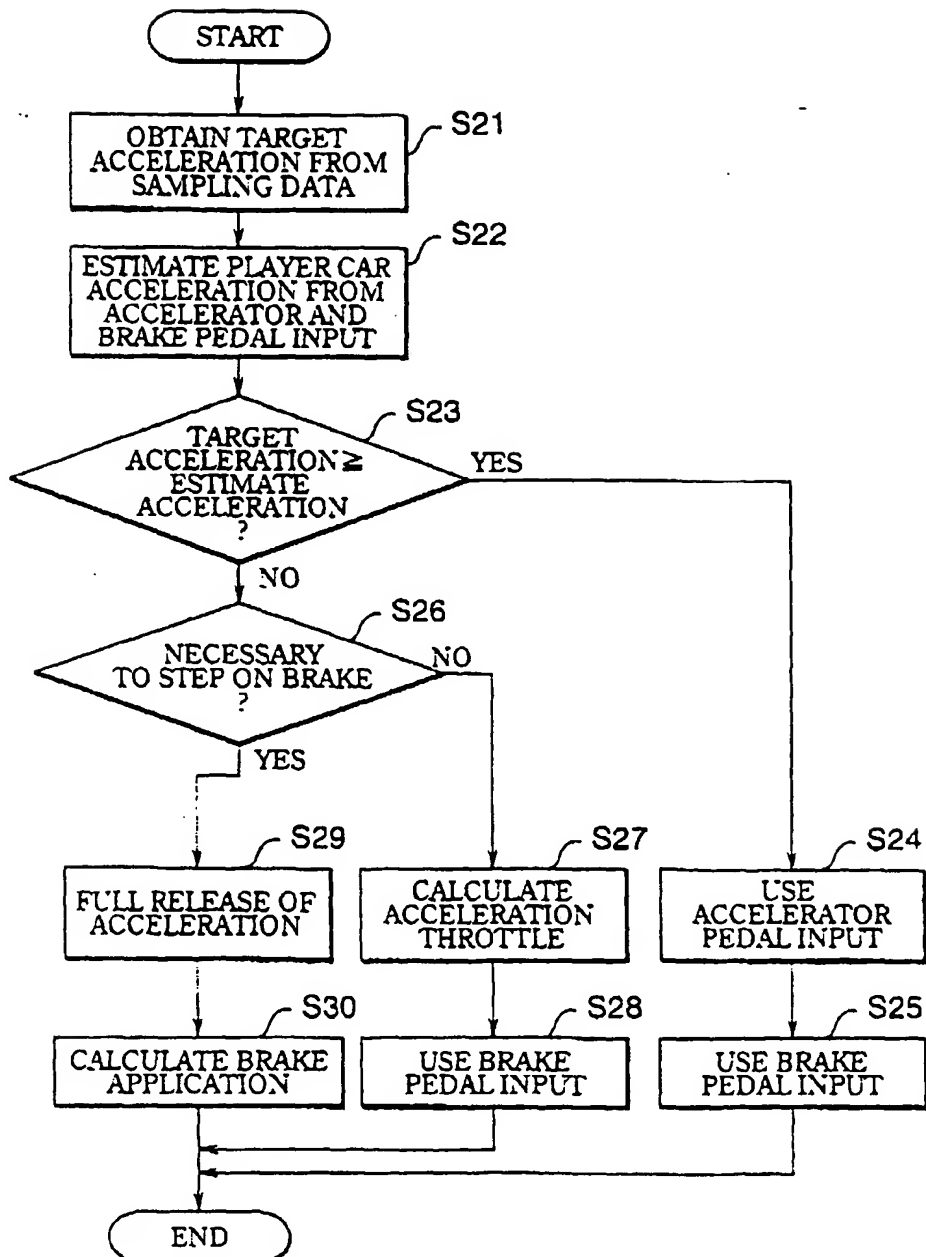 START
S21
OBTAIN TARGET
ACCELERATION FROM
SAMPLING DATA
S22
ESTIMATE PLAYER CAR
ACCELERATION FROM
ACCELERATOR AND
BRAKE PEDAL INPUT
S23
TARGET
ACCELERATION≧
ESTIMATE
ACCELERATION
?
YES
NO
S26
NECESSARY
TO STEP ON BRAKE
?
NO
YES
S29
FULL RELEASE OF
ACCELERATION
S27
CALCULATE
ACCELERATION
THROTTLE
S24
USE
ACCELERATOR
PEDAL INPUT
S30
CALCULATE BRAKE
APPLICATION
S28
USE BRAKE
PEDAL INPUT
S25
USE BRAKE
PEDAL INPUT
END